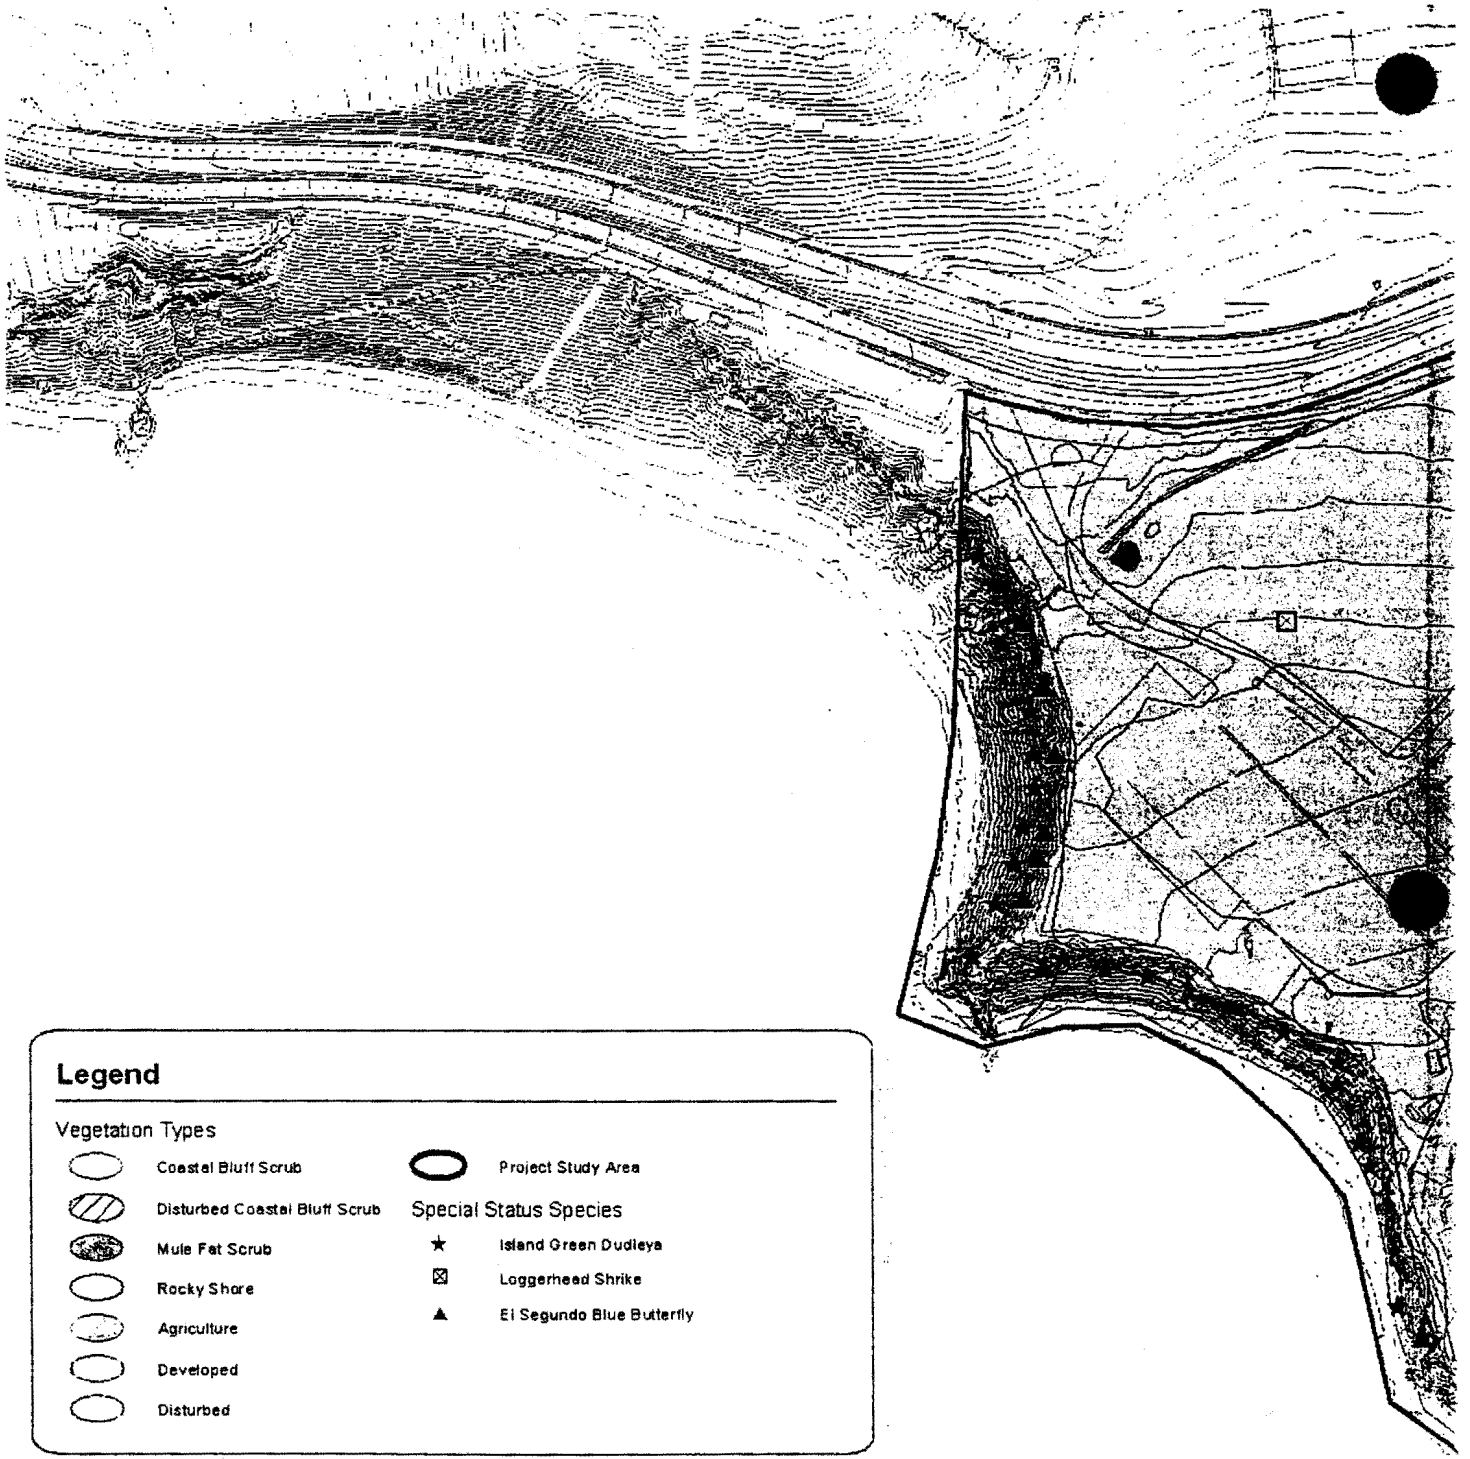 Legend
Vegetation Types
Coastal Bluff Scrub
Disturbed Coastal Bluff Scrub
Mule Fat Scrub
Rocky Shore
Agriculture
Developed
Disturbed
Project Study Area
Special Status Species
Island Green Dudleya
Loggerhead Shrike
El Segundo Blue Butterfly